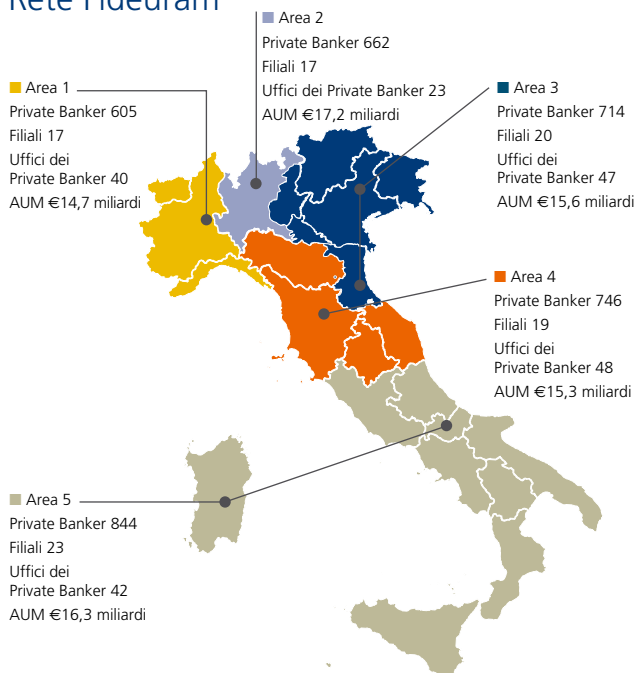 Rete Fideuram
Area 2
Private Banker 662
Filiali 17
Uffici dei Private Banker 23
AUM €17,2 miliardi
Area 1
Private Banker 605
Filiali 17
Uffici dei
Private Banker 40
AUM €14,7 miliardi
Area 3
Private Banker 714
Filiali 20
Uffici dei
Private Banker 47
AUM €15,6 miliardi
Area 4
Private Banker 746
Filiali 19
Uffici dei
Private Banker 48
AUM €15,3 miliardi
Area 5
Private Banker 844
Filiali 23
Uffici dei
Private Banker 42
AUM €16,3 miliardi